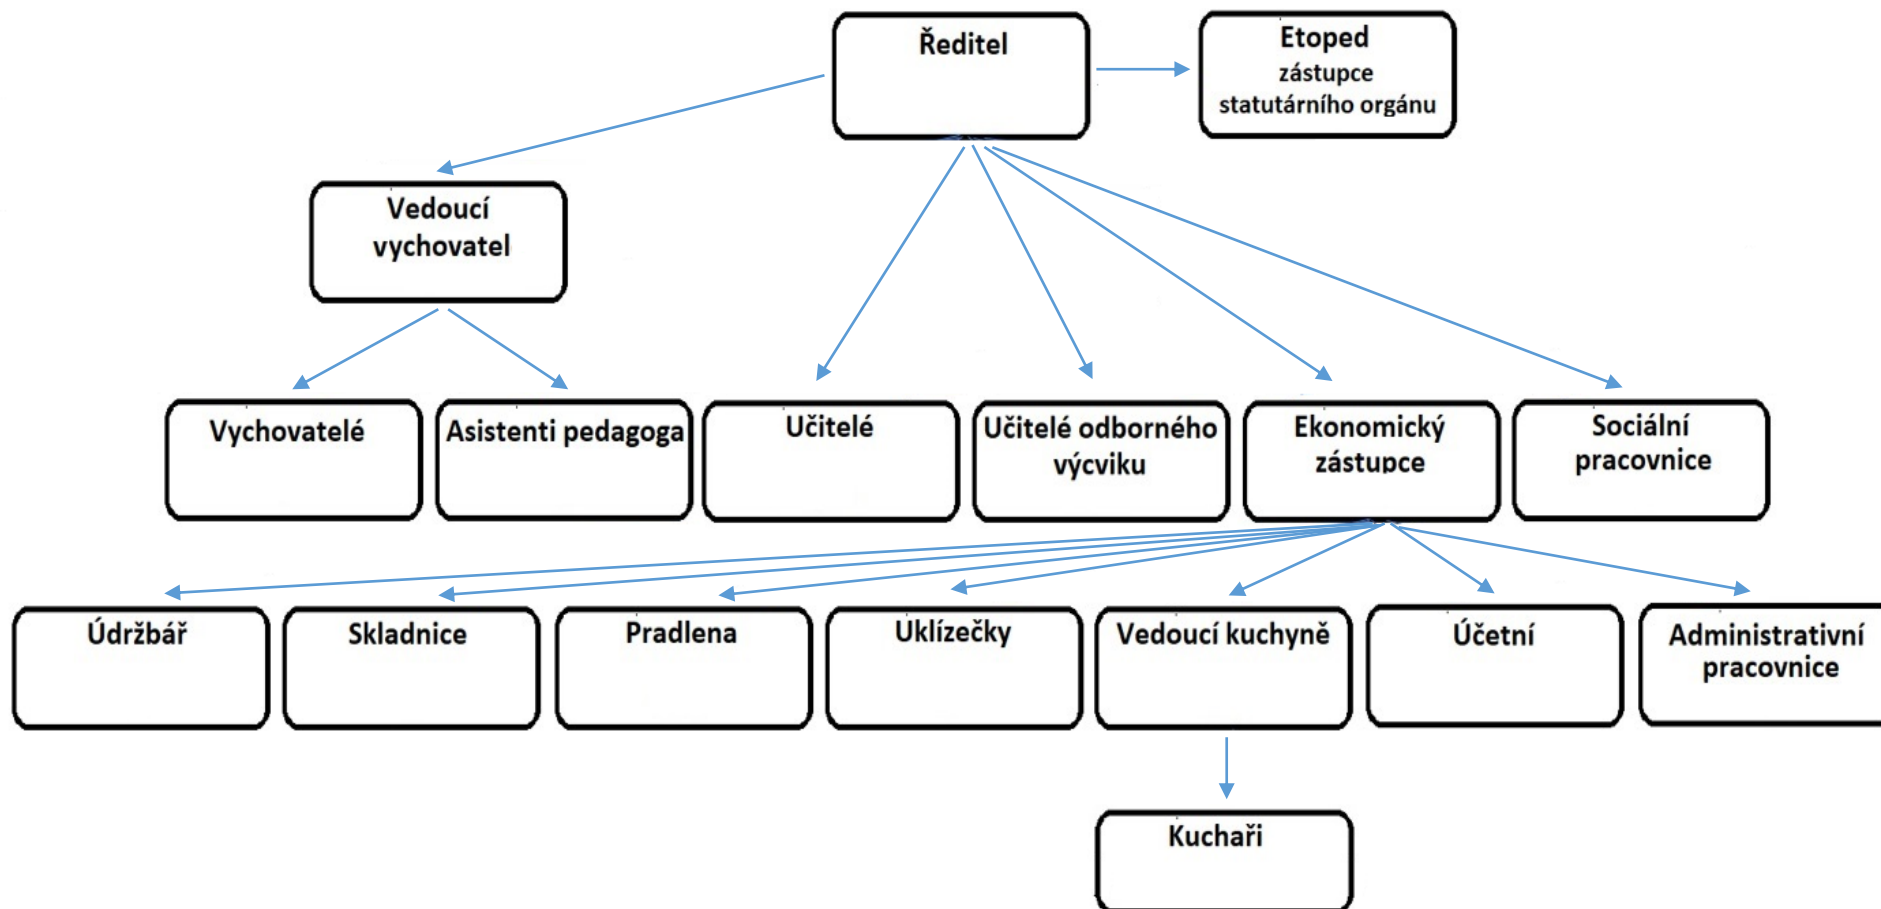 Ředitel
Etoped
zástupce
statutárního orgánu
Vedoucí
vychovatel
Vychovatelé
Asistenti pedagoga
Učitelé
Učitelé odborného
výcviku
Ekonomický
zástupce
Sociální
pracovnice
Údržbář
Skladnice
Pradlena
Uklízečky
Vedoucí kuchyně
Účetní
Administrativní
pracovnice
Kuchaři